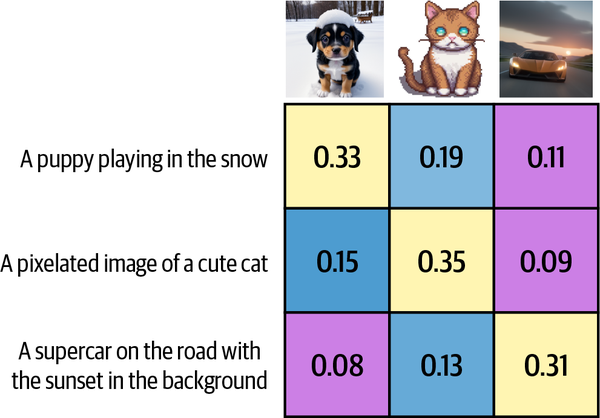 A puppy playing in the snow
0.33
0.19
0.11
A pixelated image of a cute cat
0.15
0.35
0.09
A supercar on the road with
the sunset in the background
0.08
0.13
0.31